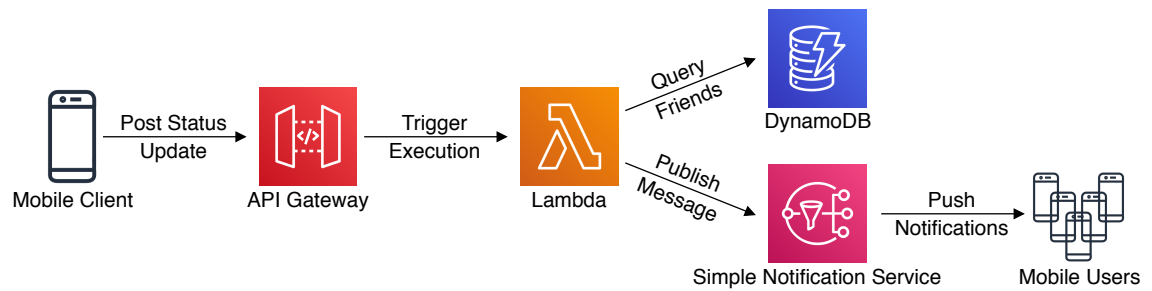 Post Status
Update
Mobile Client
</>
API Gateway
Trigger
Execution
Lambda
Query
Friends
DynamoDB
Publish
Message
Simple Notification Service
Push
Notifications
Mobile Users